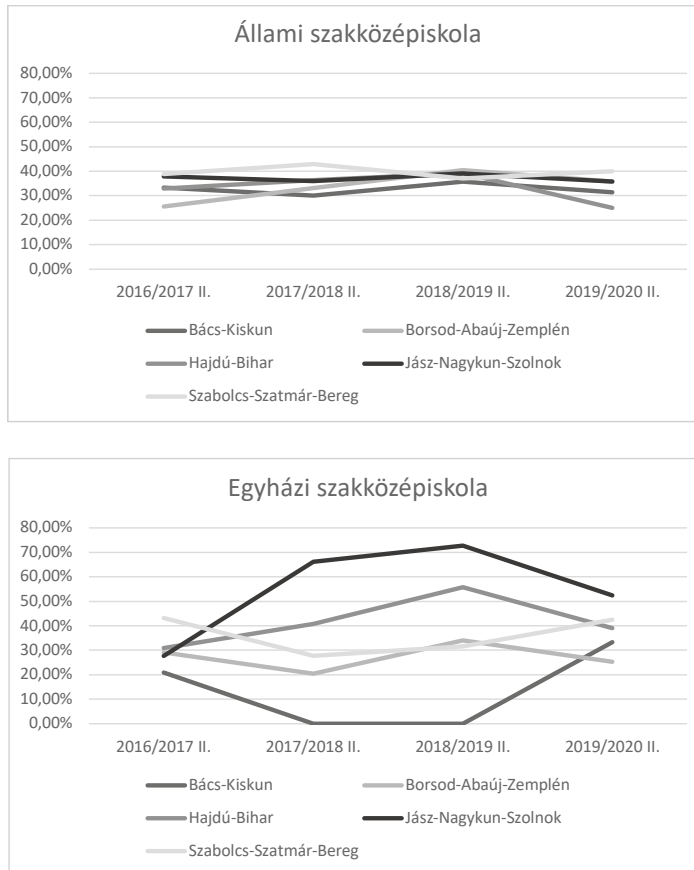 Állami szakközépiskola
80,00%
70,00%
60,00%
50,00%
40,00%
30,00%
20,00%
10,00%
0,00%
2016/2017 II. 2017/2018 II. 2018/2019 II. 2019/2020 II.
Bács-Kiskun Borsod-Abaúj-Zemplén
Hajdú-Bihar Jász-Nagykun-Szolnok
Szabolcs-Szatmár-Bereg
Egyházi szakközépiskola
80,00%
70,00%
60,00%
50,00%
40,00%
30,00%
20,00%
10,00%
0,00%
2016/2017 II. 2017/2018 II. 2018/2019 II. 2019/2020 II.
Bács-Kiskun Borsod-Abaúj-Zemplén
Hajdú-Bihar Jász-Nagykun-Szolnok
Szabolcs-Szatmár-Bereg